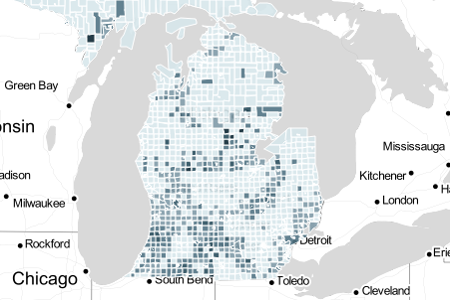 Green Bay
onsin
adison
Milwaukee
Rockford
Chicago
South Bend
Toledo
Detroit
Cleveland
Erie
London
Kitchener
Mississauga
Ha